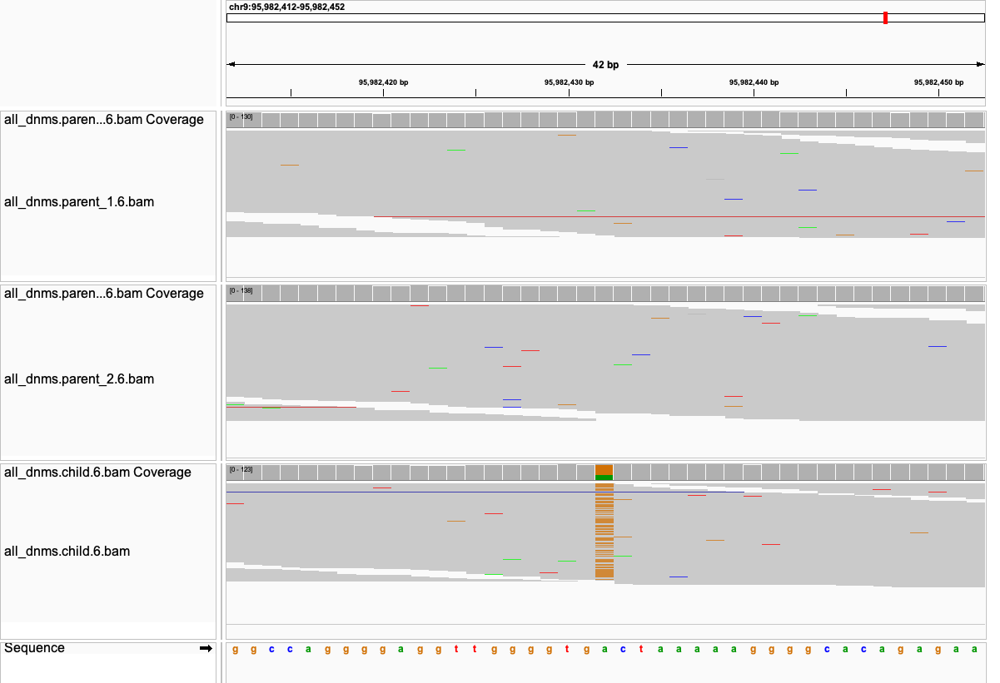 chr9:95,982,412-95,982,452
42 bp
95,982,420 bp 95,982,430 bp 95,982,440 bp 95,982,450 bp
all_dnms.paren...6.bam Coverage
[0 - 130]
all_dnms.parent_1.6.bam
all_dnms.paren...6.bam Coverage
[0 - 138]
all_dnms.parent_2.6.bam
all_dnms.child.6.bam Coverage
[0 - 123]
all_dnms.child.6.bam
Sequence
g g c c a g g g g a g g t t g g g g t g a c t a a a a a g g g g c a c a g a g a a